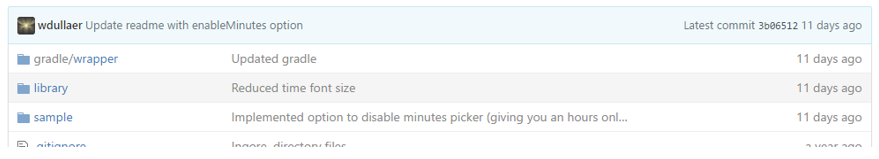 wdullaer Update readme with enableMinutes option Latest commit 3b06512 11 days ago
gradle/wrapper Updated gradle 11 days ago
library Reduced time font size 11 days ago
sample Implemented option to disable minutes picker (giving you an hours onl... 11 days ago
.gitignore Ingore .directory files a year ago